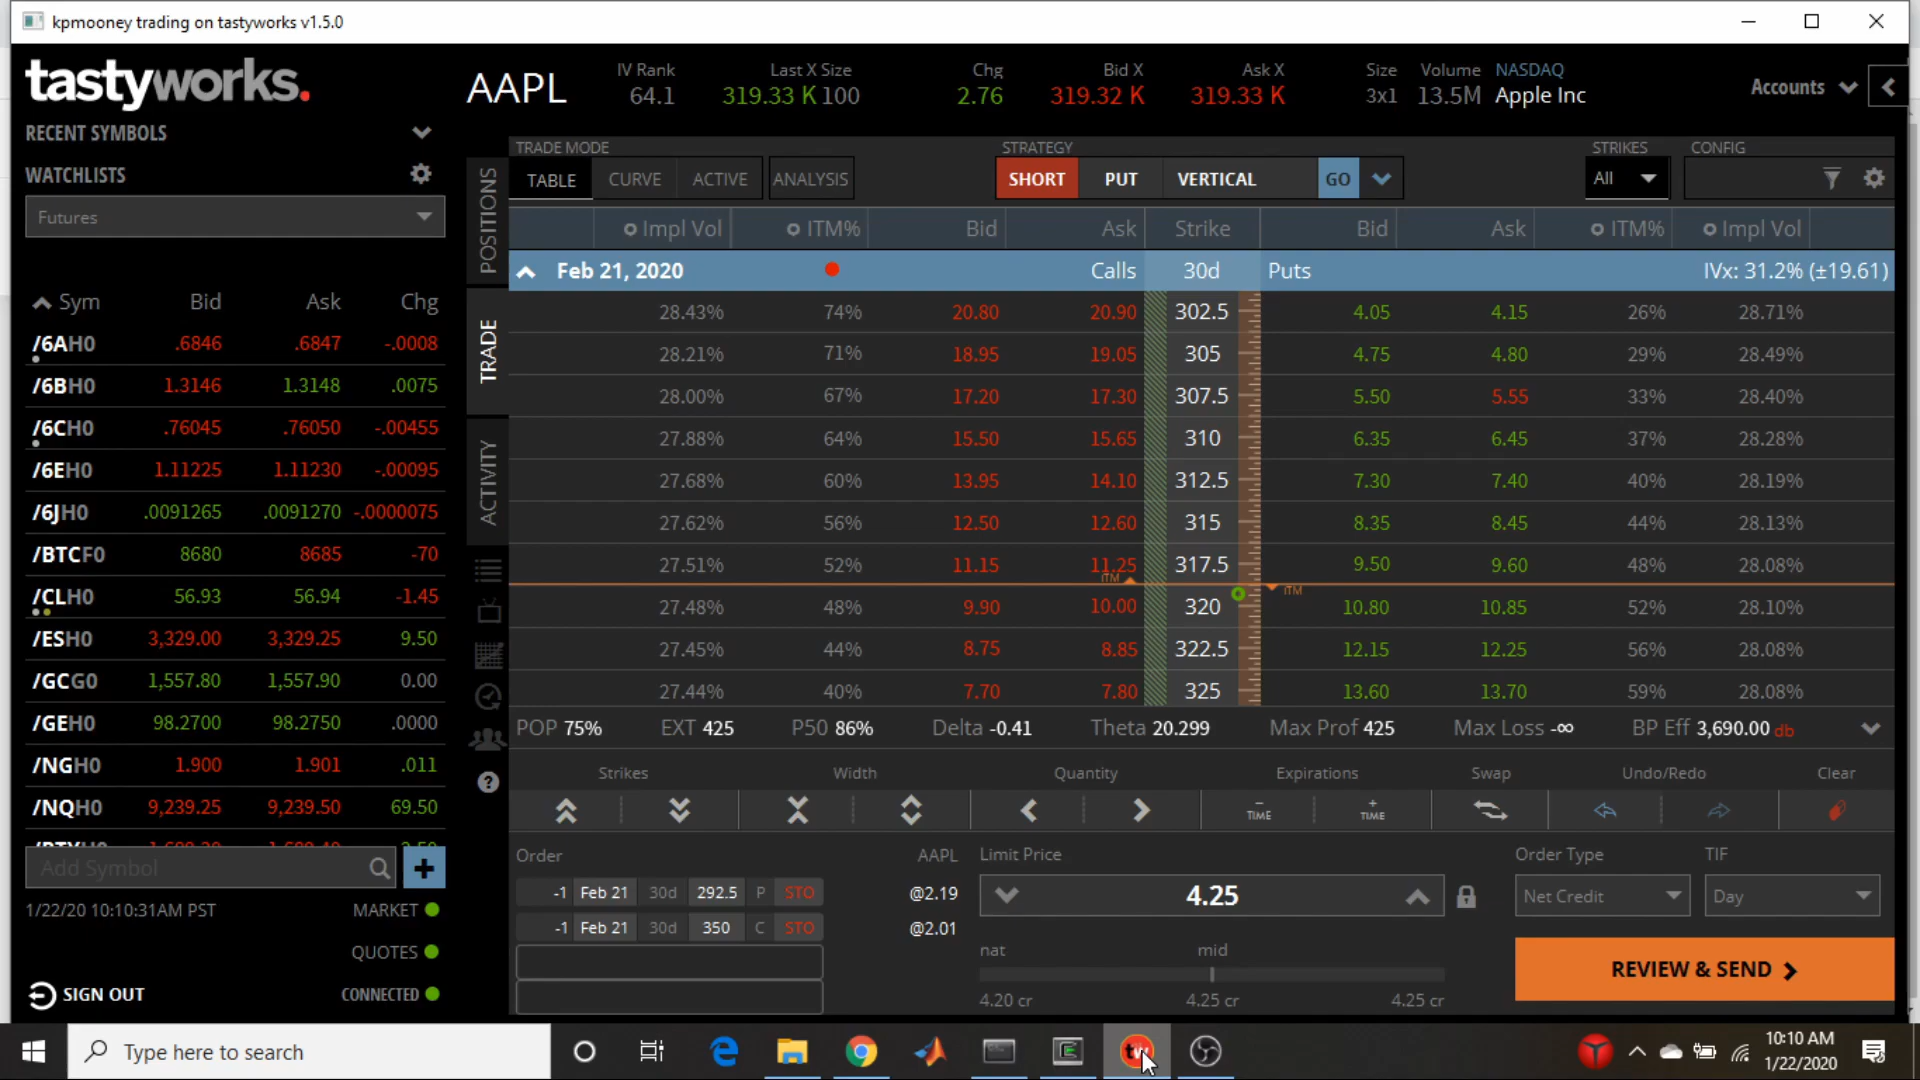 kpmooney trading on tastyworks v1.5.0
tastyworks.
RECENT SYMBOLS
WATCHLISTS
Futures
Sym Bid Ask Chg
/6AH0 .6846 .6847 -.0008
/6BH0 1.3146 1.3148 .0075
/6CH0 .76045 .76050 -.00455
/6EH0 1.11225 1.11230 -.00095
/6JH0 .0091265 .0091270 -.0000075
/BTCF0 8680 8685 -70
/CLH0 56.93 56.94 -1.45
/ESH0 3,329.00 3,329.25 9.50
/GCG0 1,557.80 1,557.90 0.00
/GEH0 98.2700 98.2750 .0000
/NGH0 1.900 1.901 .011
/NQH0 9,239.25 9,239.50 69.50
Add Symbol
1/22/20 10:10:31AM PST MARKET
QUOTES
SIGN OUT CONNECTED
AAPL
IV Rank Last X Size Chg Bid X Ask X Size Volume NASDAQ
64.1 319.33 K 100 2.76 319.32 K 319.33 K 3x1 13.5M Apple Inc
Accounts
POSITIONS
TRADE
ACTIVITY
TRADE MODE STRATEGY STRIKES CONFIG
TABLE CURVE ACTIVE ANALYSIS SHORT PUT VERTICAL GO All
Impl Vol ITM% Bid Ask Strike Bid Ask ITM% Impl Vol
Feb 21, 2020 Calls 30d Puts IVx: 31.2% (±19.61)
28.43% 74% 20.80 20.90 302.5 4.05 4.15 26% 28.71%
28.21% 71% 18.95 19.05 305 4.75 4.80 29% 28.49%
28.00% 67% 17.20 17.30 307.5 5.50 5.55 33% 28.40%
27.88% 64% 15.50 15.65 310 6.35 6.45 37% 28.28%
27.68% 60% 13.95 14.10 312.5 7.30 7.40 40% 28.19%
27.62% 56% 12.50 12.60 315 8.35 8.45 44% 28.13%
27.51% 52% 11.15 11.25 317.5 9.50 9.60 48% 28.08%
ITM ITM
27.48% 48% 9.90 10.00 320 10.80 10.85 52% 28.10%
27.45% 44% 8.75 8.85 322.5 12.15 12.25 56% 28.08%
27.44% 40% 7.70 7.80 325 13.60 13.70 59% 28.08%
POP 75% EXT 425 P50 86% Delta -0.41 Theta 20.299 Max Prof 425 Max Loss -∞ BP Eff 3,690.00 db
Strikes Width Quantity Expirations Swap Undo/Redo Clear
- TIME + TIME
Order AAPL Limit Price Order Type TIF
-1 Feb 21 30d 292.5 P STO @2.19 4.25 Net Credit Day
-1 Feb 21 30d 350 C STO @2.01
nat mid
4.20 cr 4.25 cr 4.25 cr
REVIEW & SEND
Type here to search
tw
10:10 AM
1/22/2020